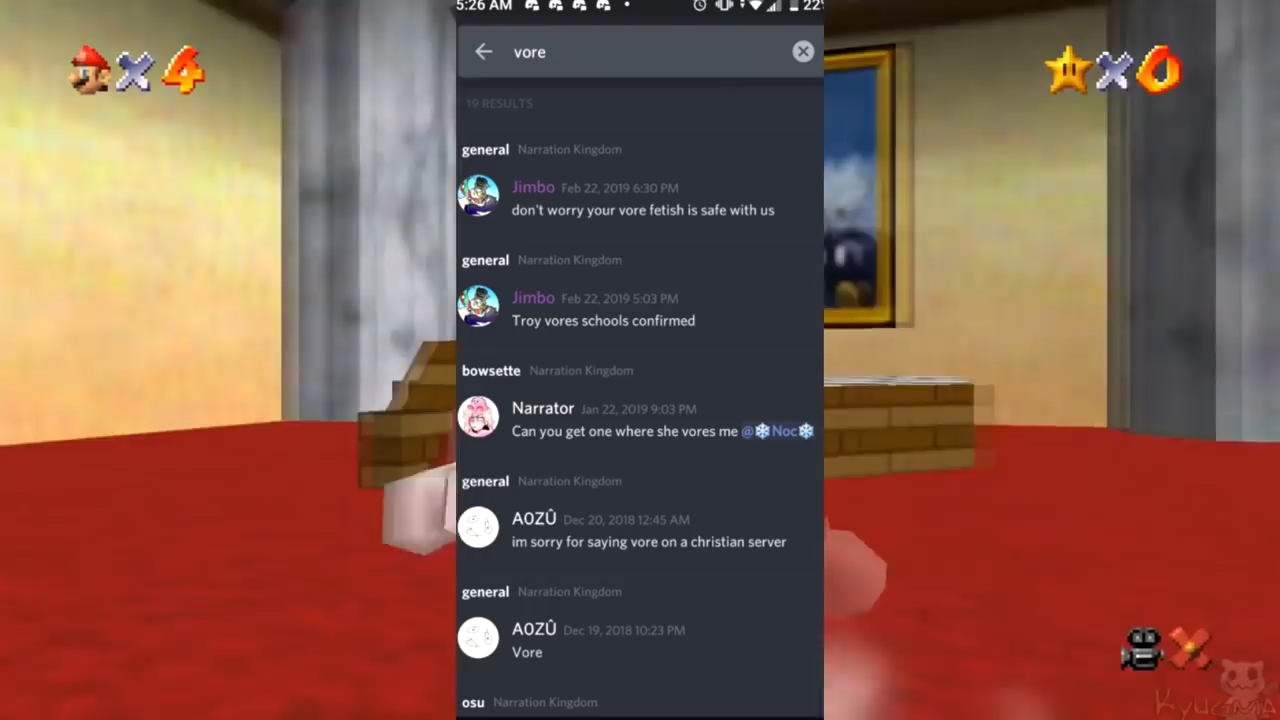 5:26 AM
22%
4
0
vore
19 RESULTS
general Narration Kingdom
Jimbo Feb 22, 2019 6:30 PM
don't worry your vore fetish is safe with us
general Narration Kingdom
Jimbo Feb 22, 2019 5:03 PM
Troy vores schools confirmed
bowsette Narration Kingdom
Narrator Jan 22, 2019 9:03 PM
Can you get one where she vores me @❄Noc❄
general Narration Kingdom
A0ZÛ Dec 20, 2018 12:45 AM
im sorry for saying vore on a christian server
general Narration Kingdom
A0ZÛ Dec 19, 2018 10:23 PM
Vore
osu Narration Kingdom